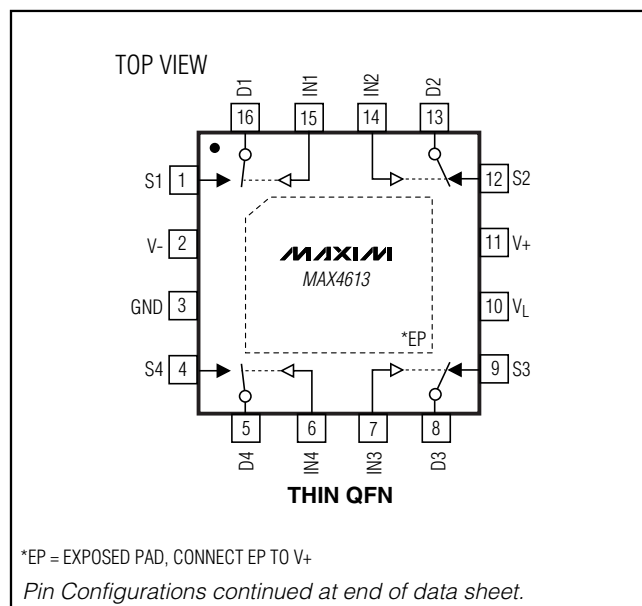 TOP VIEW
D1 IN1 IN2 D2
16 15 14 13
S1 1 12 S2
V- 2 11 V+
MAXIM
MAX4613
GND 3 10 VL
*EP
S4 4 9 S3
5 6 7 8
D4 IN4 IN3 D3
THIN QFN
*EP = EXPOSED PAD, CONNECT EP TO V+
Pin Configurations continued at end of data sheet.